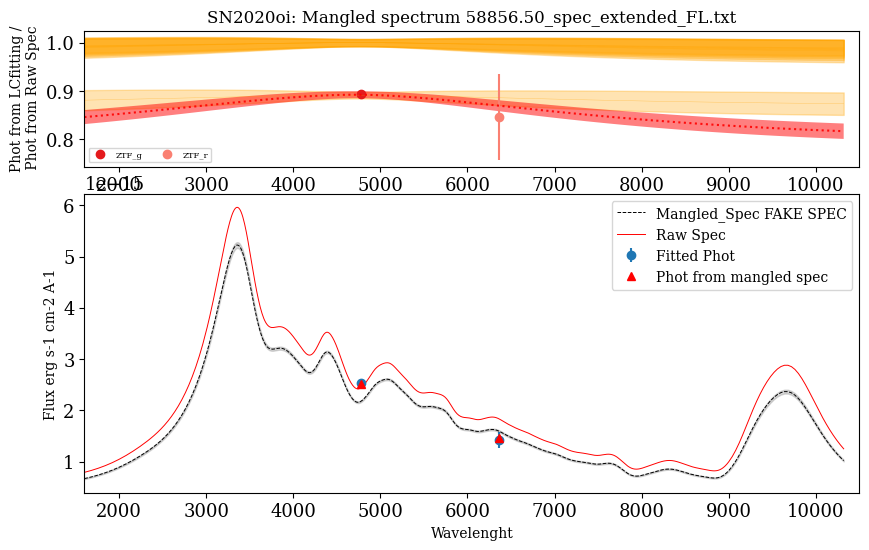 SN2020oi: Mangled spectrum 58856.50_spec_extended_FL.txt
Phot from LCfitting /
Phot from Raw Spec
1.0
0.9
0.8
ZTF_g
ZTF_r
2000 3000 4000 5000 6000 7000 8000 9000 10000
1e−15
Flux erg s-1 cm-2 A-1
6
5
4
3
2
1
Mangled_Spec FAKE SPEC
Raw Spec
Fitted Phot
Phot from mangled spec
2000 3000 4000 5000 6000 7000 8000 9000 10000
Wavelenght